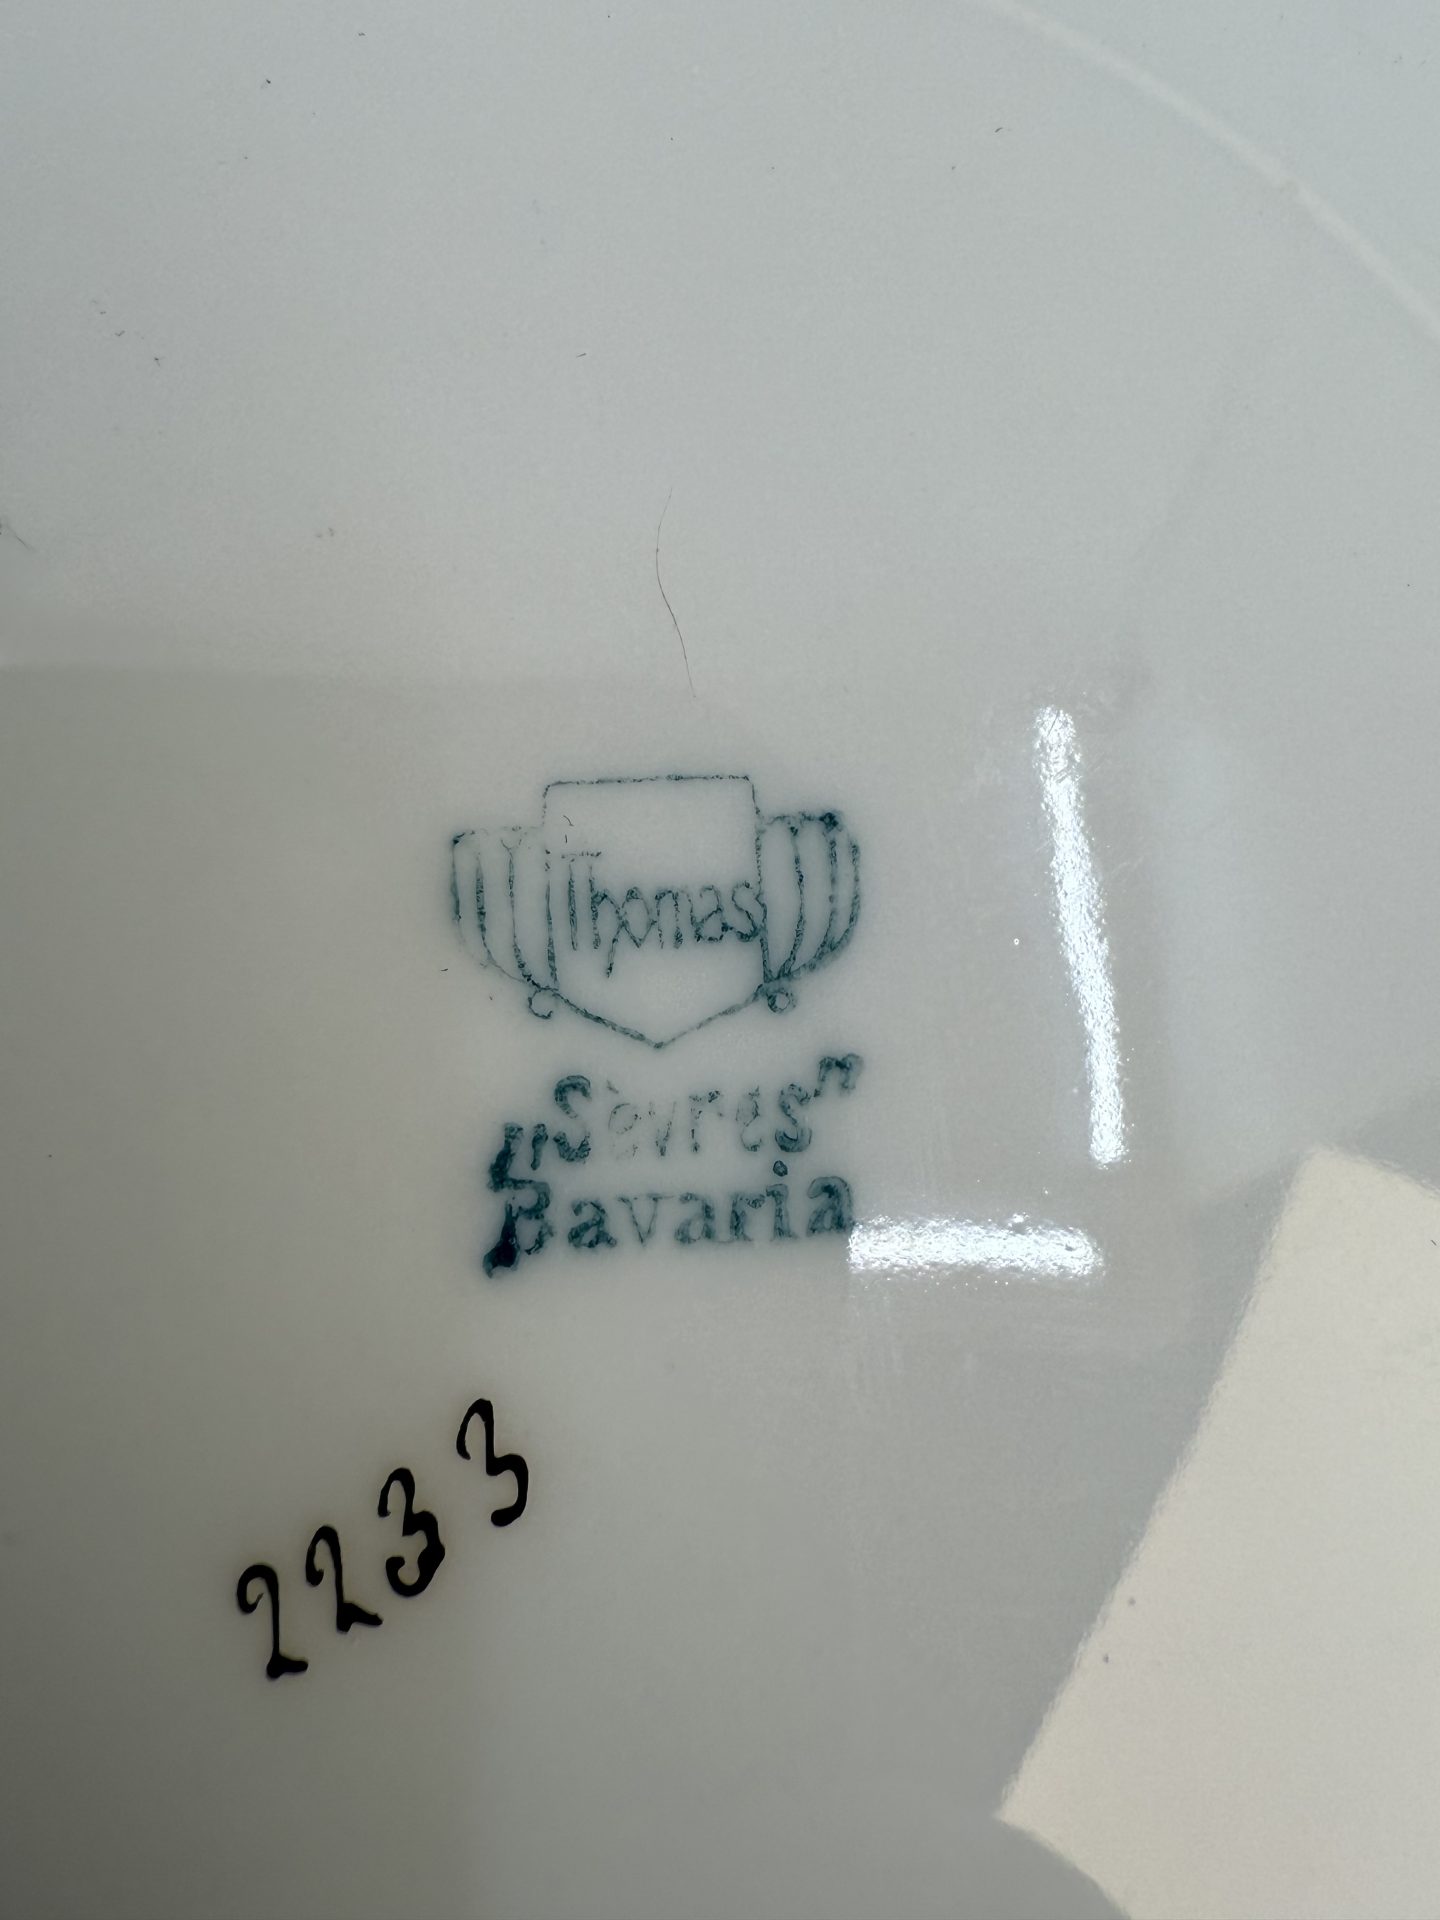 Thomas
"Sèvres"
Bavaria
2233